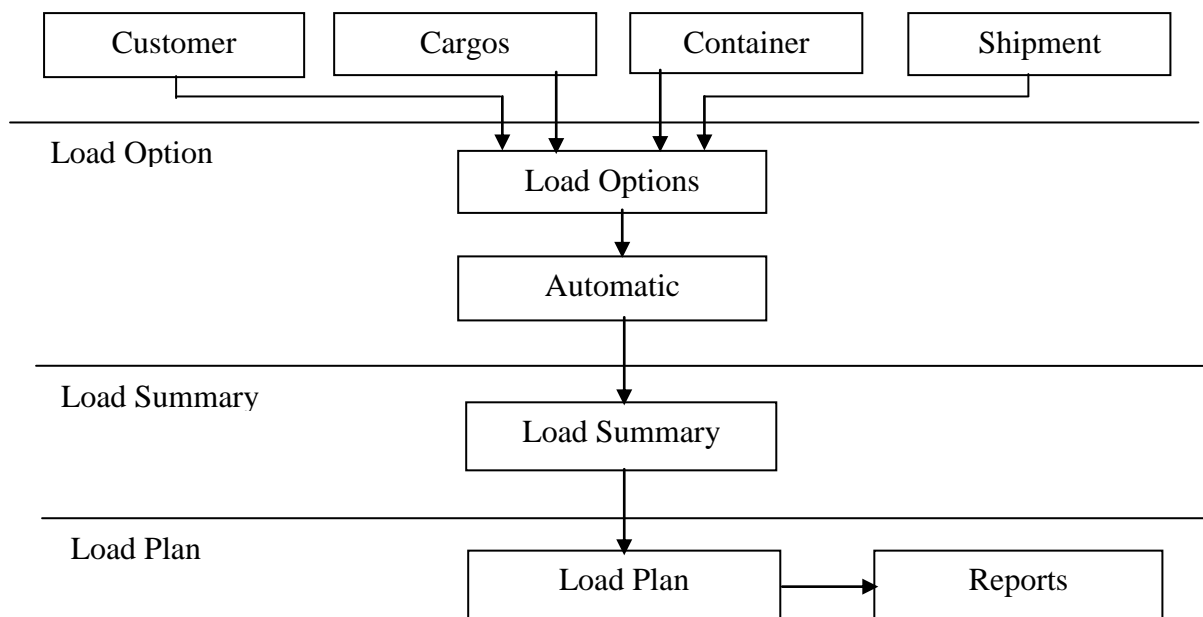 Customer
Cargos
Container
Shipment
Load Option
Load Options
Automatic
Load Summary
Load Summary
Load Plan
Load Plan
Reports